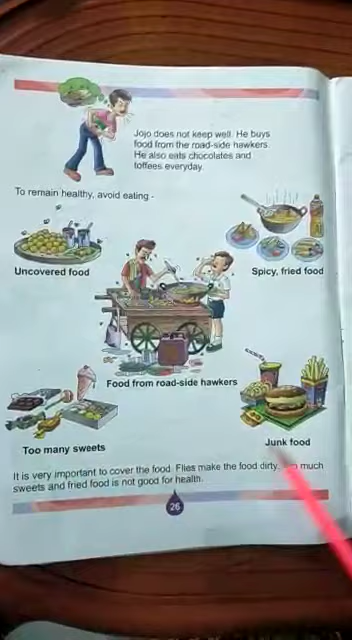 Jojo does not keep well. He buys
food from the road-side hawkers.
He also eats chocolates and
toffees everyday.
To remain healthy, avoid eating -
Uncovered food
Spicy, fried food
Food from road-side hawkers
Too many sweets
Junk food
It is very important to cover the food. Flies make the food dirty. much
sweets and fried food is not good for health.
26